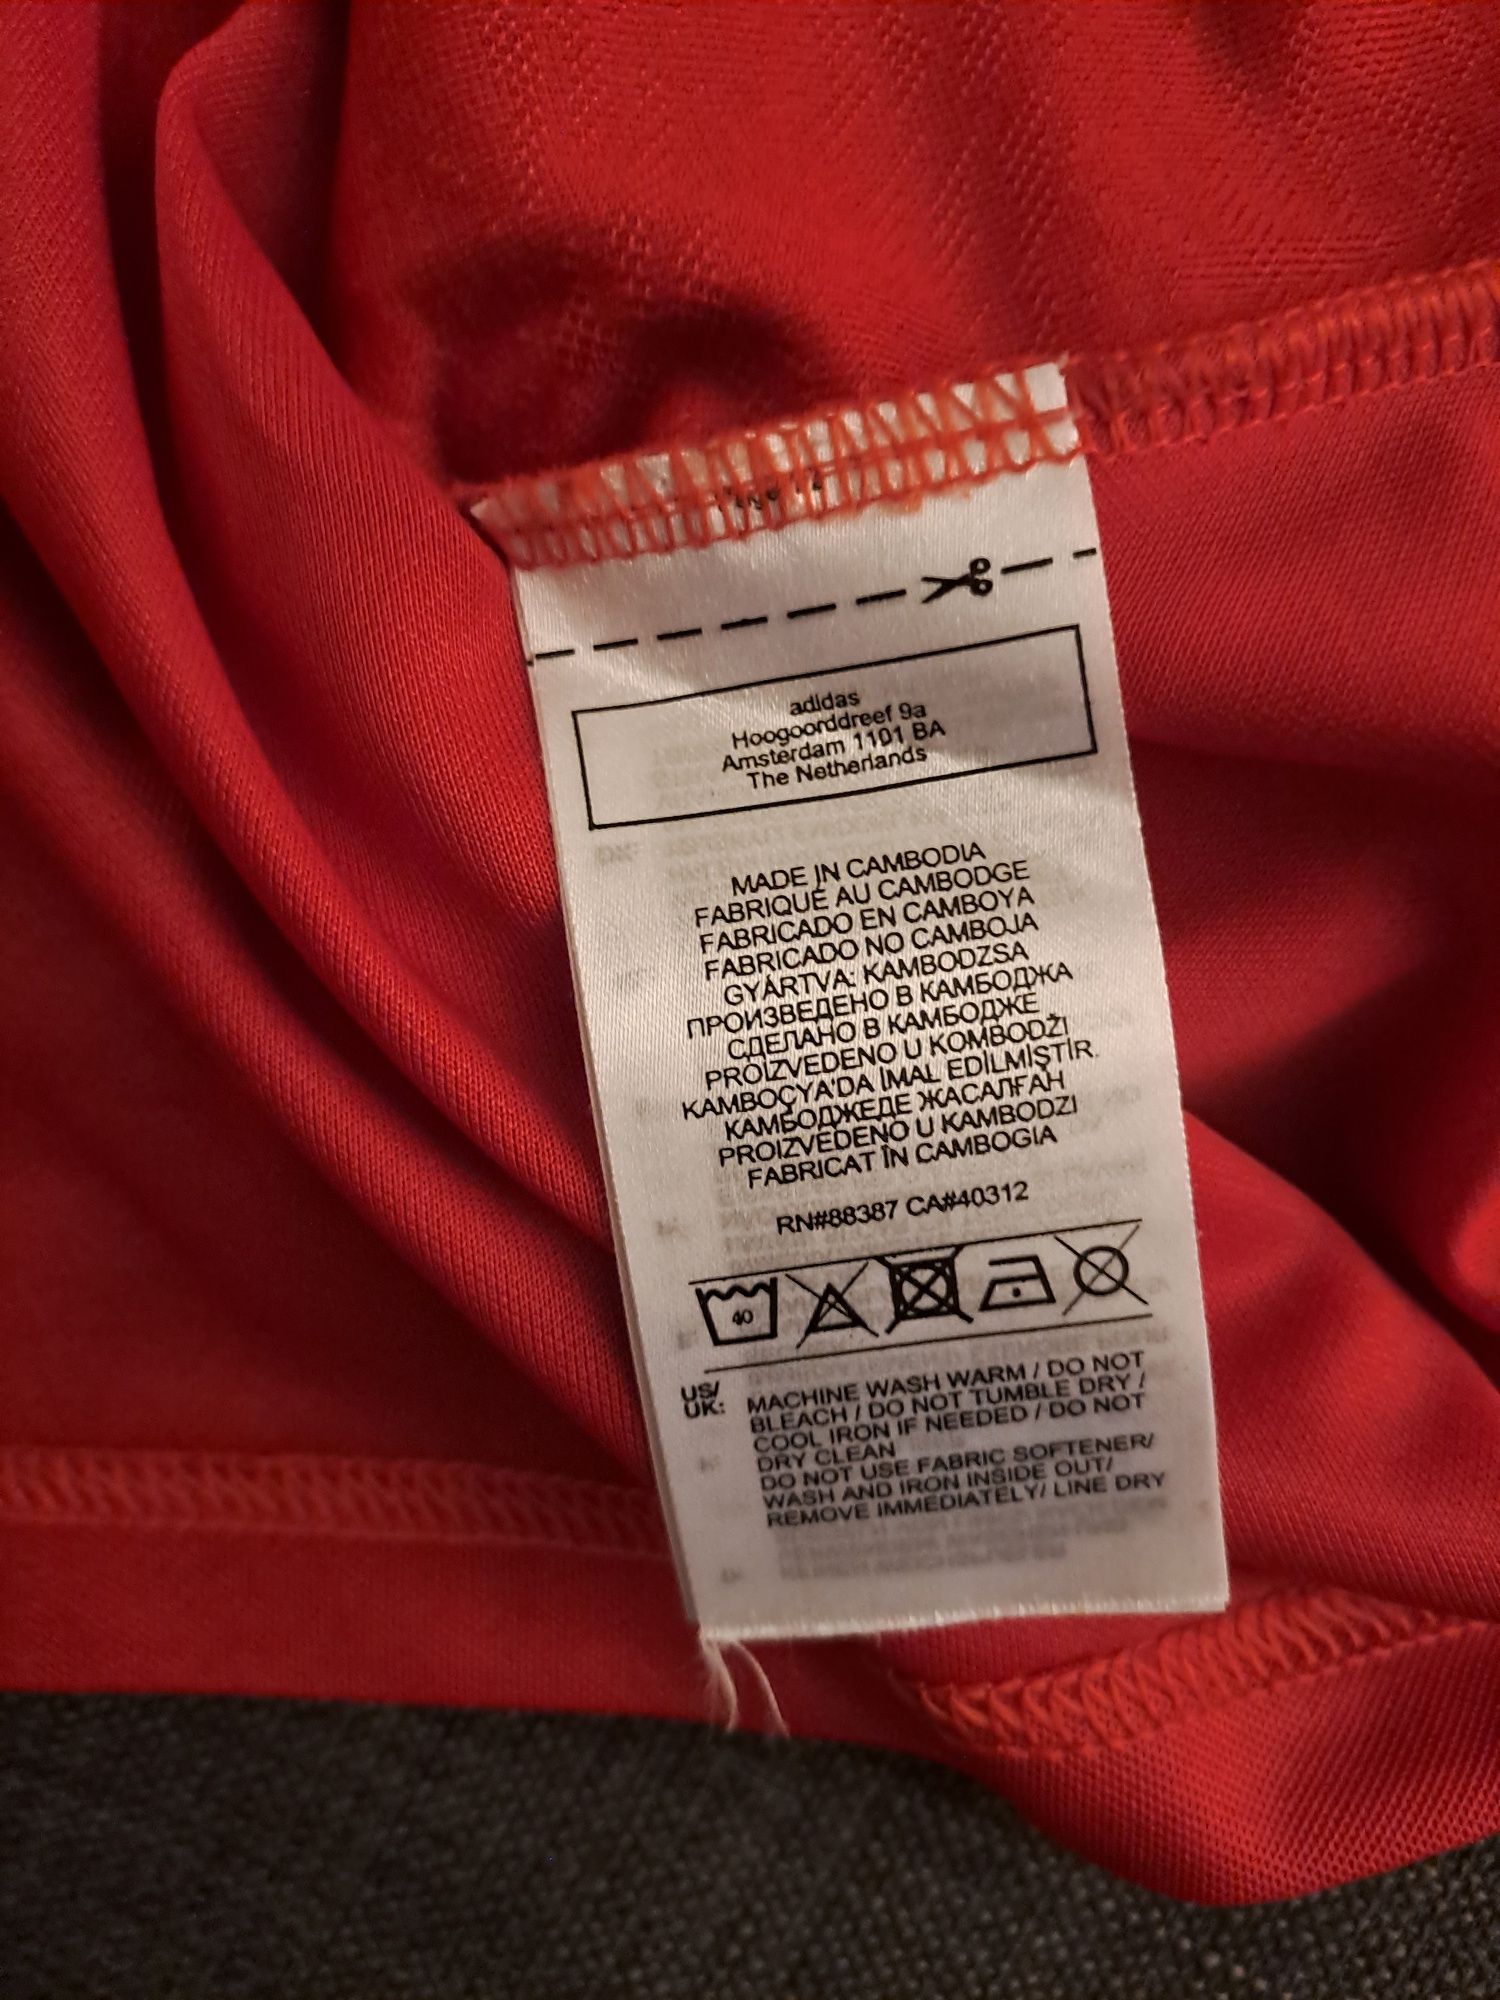 adidas
Hoogoorddreef 9a
Amsterdam 1101 BA
The Netherlands
MADE IN CAMBODIA
FABRIQUÉ AU CAMBODGE
FABRICADO EN CAMBOYA
FABRICADO NO CAMBOJA
GYÁRTVA: KAMBODZSA
ПРОИЗВЕДЕНО В КАМБОДЖА
СДЕЛАНО В КАМБОДЖЕ
PROIZVEDENO U KOMBODŽI
KAMBOÇYA'DA İMAL EDİLMİŞTİR.
КАМБОДЖЕДЕ ЖАСАЛҒАН
PROIZVEDENO U KAMBODZI
FABRICAT ÎN CAMBOGIA
RN#88387 CA#40312
40
US/
UK:
MACHINE WASH WARM / DO NOT
BLEACH / DO NOT TUMBLE DRY /
COOL IRON IF NEEDED / DO NOT
DRY CLEAN
DO NOT USE FABRIC SOFTENER/
WASH AND IRON INSIDE OUT/
REMOVE IMMEDIATELY/ LINE DRY